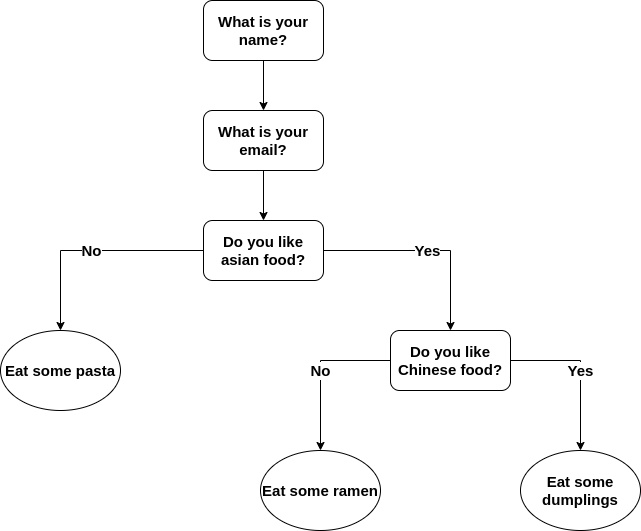 What is your
name?
What is your
email?
Do you like
asian food?
No
Yes
Eat some pasta
Do you like
Chinese food?
No
Yes
Eat some ramen
Eat some
dumplings